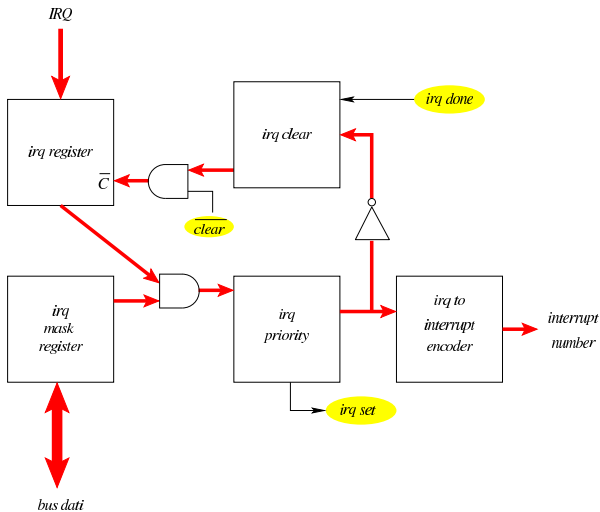 IRQ
irq register
C
irq clear
irq done
clear
irq
mask
register
irq
priority
irq to
interrupt
encoder
interrupt
number
irq set
bus dati